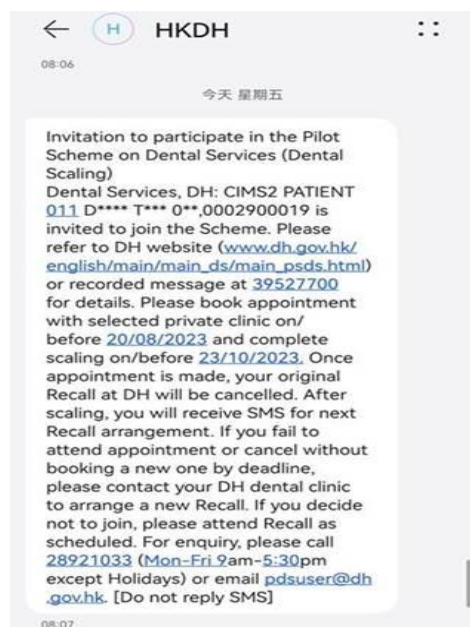 H HKDH
08:06
今天 星期五
Invitation to participate in the Pilot
Scheme on Dental Services (Dental
Scaling)
Dental Services, DH: CIMS2 PATIENT
011 D**** T*** 0**,0002900019 is
invited to join the Scheme. Please
refer to DH website (www.dh.gov.hk/
english/main/main_ds/main_psds.html)
or recorded message at 39527700
for details. Please book appointment
with selected private clinic on/
before 20/08/2023 and complete
scaling on/before 23/10/2023. Once
appointment is made, your original
Recall at DH will be cancelled. After
scaling, you will receive SMS for next
Recall arrangement. If you fail to
attend appointment or cancel without
booking a new one by deadline,
please contact your DH dental clinic
to arrange a new Recall. If you decide
not to join, please attend Recall as
scheduled. For enquiry, please call
28921033 (Mon-Fri 9am-5:30pm
except Holidays) or email pdsuser@dh
.gov.hk. [Do not reply SMS]
08:07